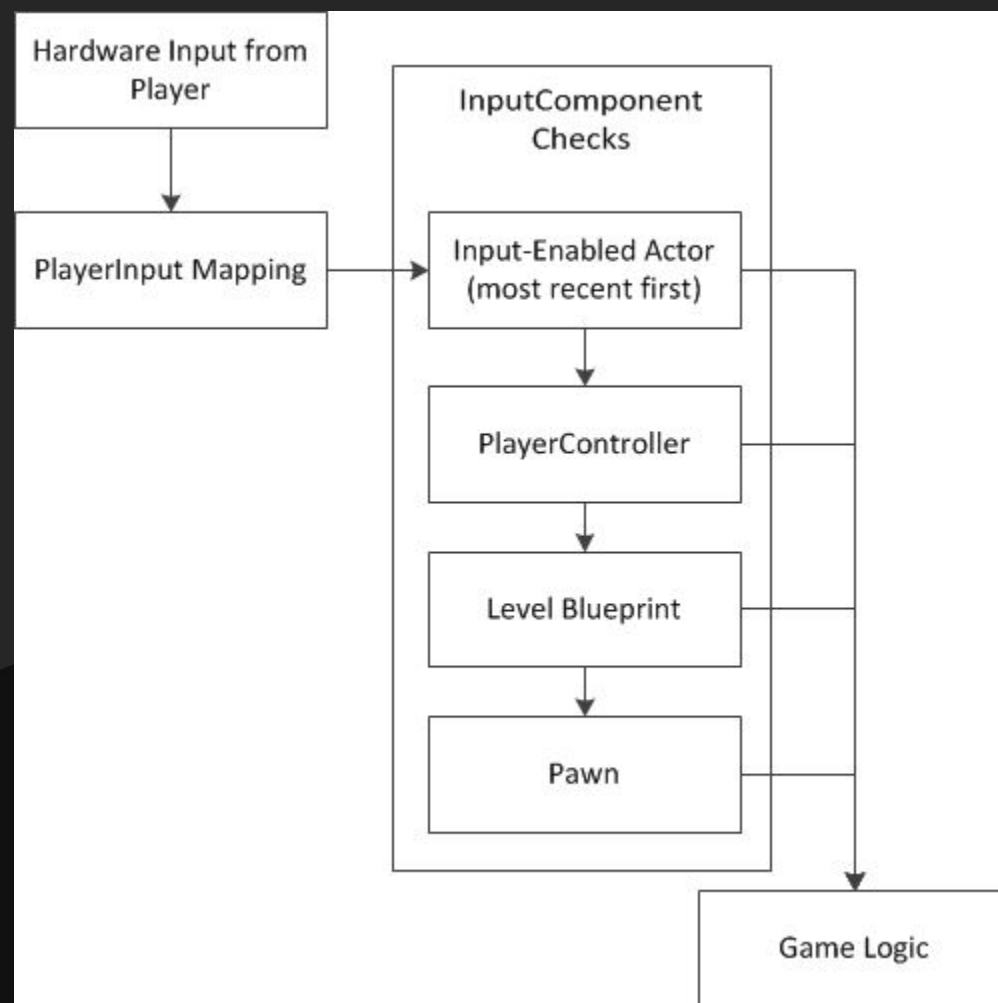 Hardware Input from
Player
InputComponent
Checks
PlayerInput Mapping
Input-Enabled Actor
(most recent first)
PlayerController
Level Blueprint
Pawn
Game Logic